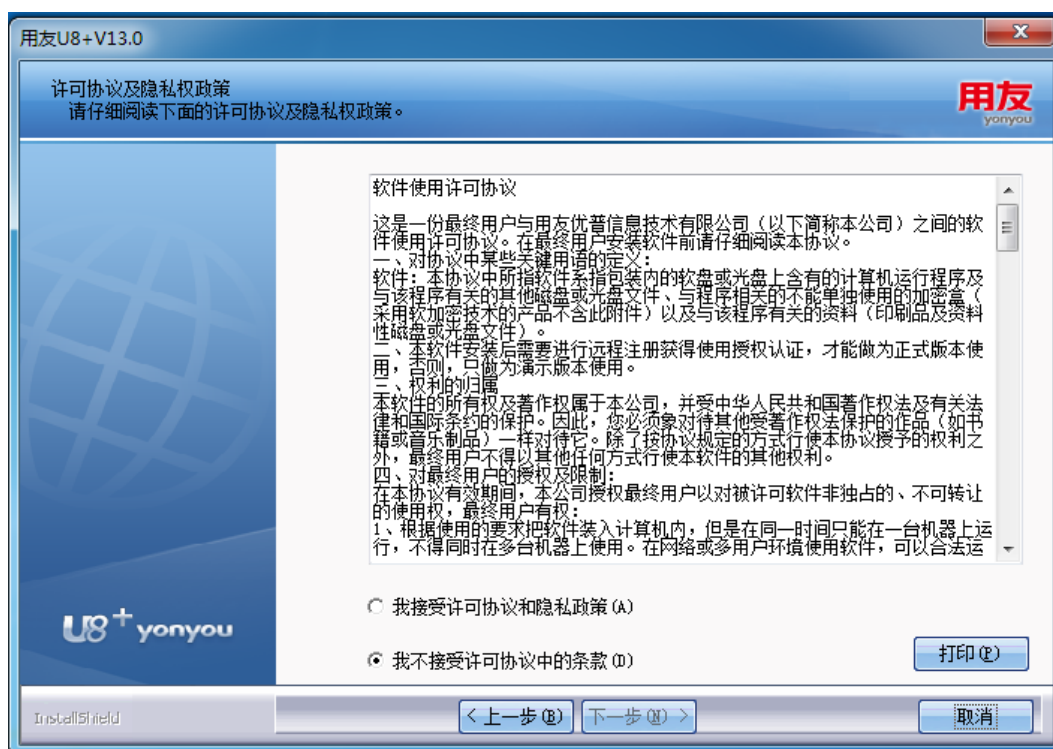 用友U8+V13.0
许可协议及隐私权政策
请仔细阅读下面的许可协议及隐私权政策。
用友
yonyou
软件使用许可协议
这是一份最终用户与用友优普信息技术有限公司（以下简称本公司）之间的软
件使用许可协议。在最终用户安装软件前请仔细阅读本协议。
一、对协议中某些关键用语的定义：
软件：本协议中所指软件系指包装内的软盘或光盘上含有的计算机运行程序及
与该程序有关的其他磁盘或光盘文件、与程序相关的不能单独使用的加密盒（
采用软加密技术的产品不含此附件）以及与该程序有关的资料（印刷品及资料
性磁盘或光盘文件）。
二、本软件安装后需要进行远程注册获得使用授权认证，才能做为正式版本使
用，否则，只做为演示版本使用。
三、权利的归属
本软件的所有权及著作权属于本公司，并受中华人民共和国著作权法及有关法
律和国际条约的保护。因此，您必须象对待其他受著作权法保护的作品（如书
籍或音乐制品）一样对待它。除了按协议规定的方式行使本协议授予的权利之
外，最终用户不得以其他任何方式行使本软件的其他权利。
四、对最终用户的授权及限制：
在本协议有效期间，本公司授权最终用户以对被许可软件非独占的、不可转让
的使用权，最终用户有权：
1、根据使用的要求把软件装入计算机内，但是在同一时间只能在一台机器上运
行，不得同时在多台机器上使用。在网络或多用户环境使用软件，可以合法运
我接受许可协议和隐私政策(A)
我不接受许可协议中的条款(D)
打印(P)
U8+ yonyou
InstallShield
< 上一步(B)
下一步(N) >
取消